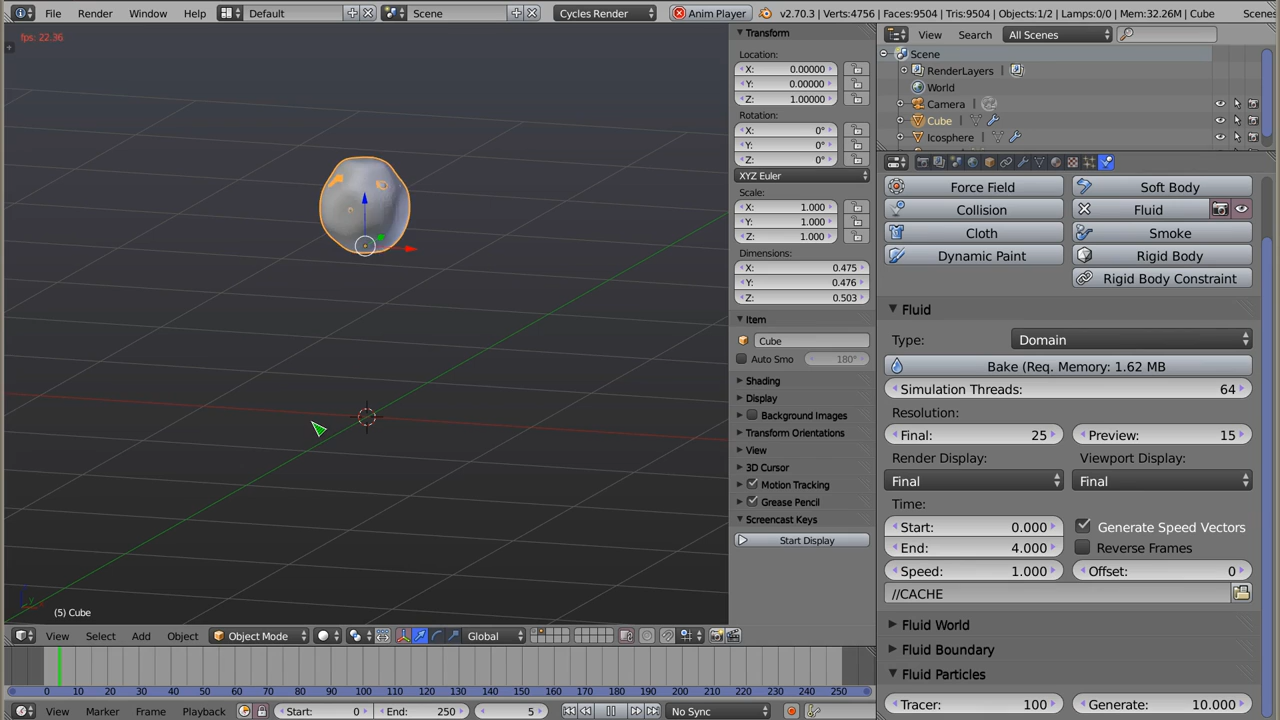 File Render Window Help Default Scene Cycles Render Anim Player v2.70.3 | Verts:4756 | Faces:9504 | Tris:9504 | Objects:1/2 | Lamps:0/0 | Mem:32.26M | Cube
fps: 22.36
Transform
Location:
X: 0.00000
Y: 0.00000
Z: 1.00000
Rotation:
X: 0°
Y: 0°
Z: 0°
XYZ Euler
Scale:
X: 1.000
Y: 1.000
Z: 1.000
Dimensions:
X: 0.475
Y: 0.476
Z: 0.503
Item
Cube
Auto Smo 180°
Shading
Display
Background Images
Transform Orientations
View
3D Cursor
Motion Tracking
Grease Pencil
Screencast Keys
Start Display
(5) Cube
View Select Add Object Object Mode Global
0 10 20 30 40 50 60 70 80 90 100 110 120 130 140 150 160 170 180 190 200 210 220 230 240 250
View Marker Frame Playback Start: 0 End: 250 5 No Sync
Scenes
View Search All Scenes
Scene
RenderLayers
World
Camera
Cube
Icosphere
Force Field Soft Body
Collision Fluid
Cloth Smoke
Dynamic Paint Rigid Body
Rigid Body Constraint
Fluid
Type: Domain
Bake (Req. Memory: 1.62 MB
Simulation Threads: 64
Resolution:
Final: 25 Preview: 15
Render Display: Viewport Display:
Final Final
Time:
Start: 0.000 Generate Speed Vectors
End: 4.000 Reverse Frames
Speed: 1.000 Offset: 0
//CACHE
Fluid World
Fluid Boundary
Fluid Particles
Tracer: 100 Generate: 10.000